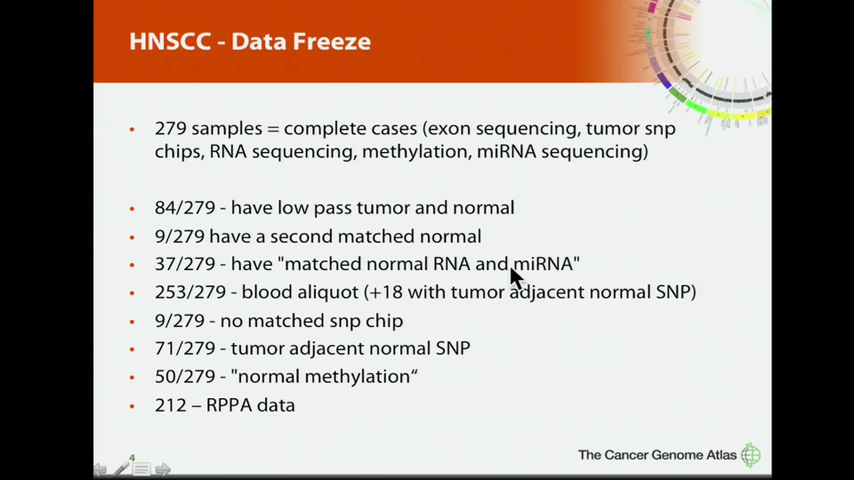 HNSCC - Data Freeze
• 279 samples = complete cases (exon sequencing, tumor snp
chips, RNA sequencing, methylation, miRNA sequencing)
• 84/279 - have low pass tumor and normal
• 9/279 have a second matched normal
• 37/279 - have "matched normal RNA and miRNA"
• 253/279 - blood aliquot (+18 with tumor adjacent normal SNP)
• 9/279 - no matched snp chip
• 71/279 - tumor adjacent normal SNP
• 50/279 - "normal methylation“
• 212 – RPPA data
4
The Cancer Genome Atlas